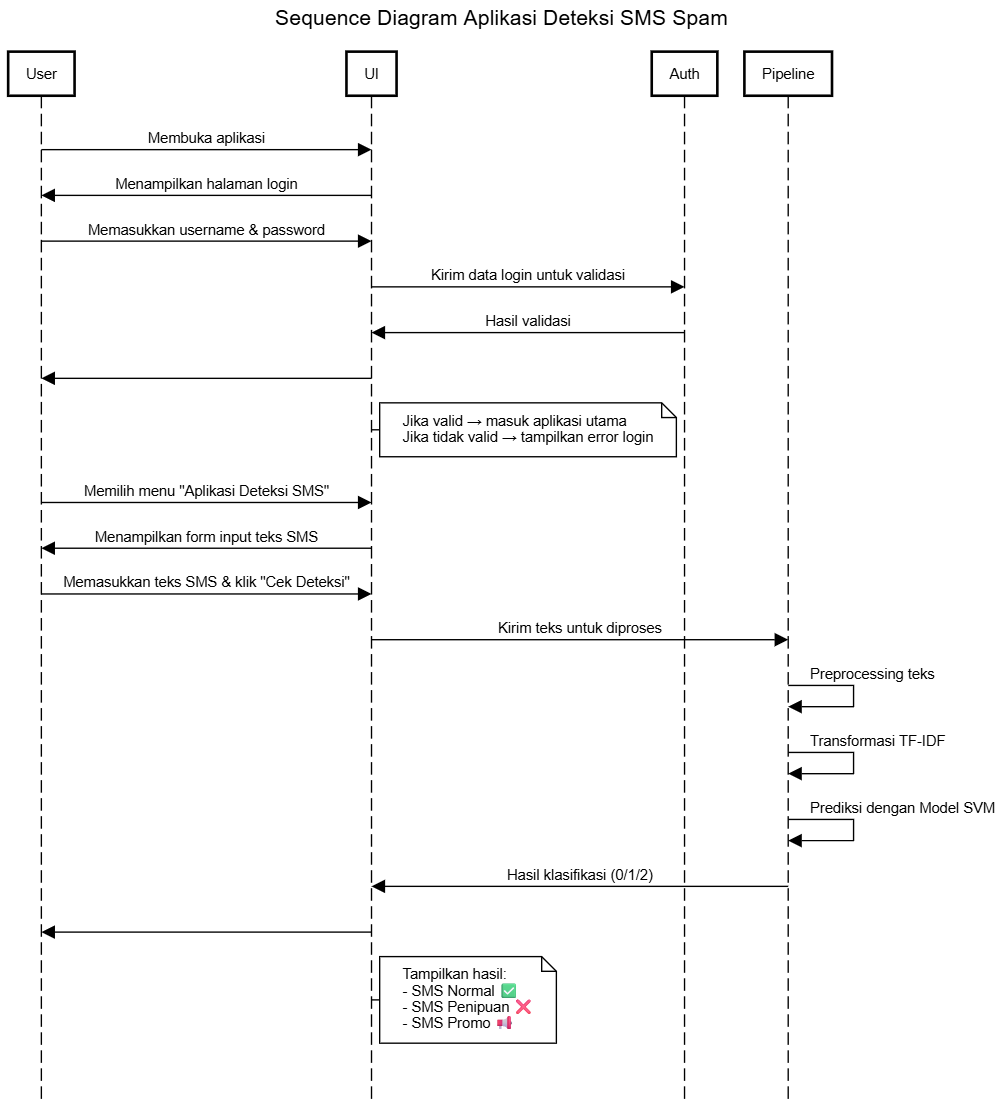 Sequence Diagram Aplikasi Deteksi SMS Spam
User
UI
Auth
Pipeline
Membuka aplikasi
Menampilkan halaman login
Memasukkan username & password
Kirim data login untuk validasi
Hasil validasi
Jika valid → masuk aplikasi utama
Jika tidak valid → tampilkan error login
Memilih menu "Aplikasi Deteksi SMS"
Menampilkan form input teks SMS
Memasukkan teks SMS & klik "Cek Deteksi"
Kirim teks untuk diproses
Preprocessing teks
Transformasi TF-IDF
Prediksi dengan Model SVM
Hasil klasifikasi (0/1/2)
Tampilkan hasil:
- SMS Normal ✅
- SMS Penipuan ❌
- SMS Promo 📢